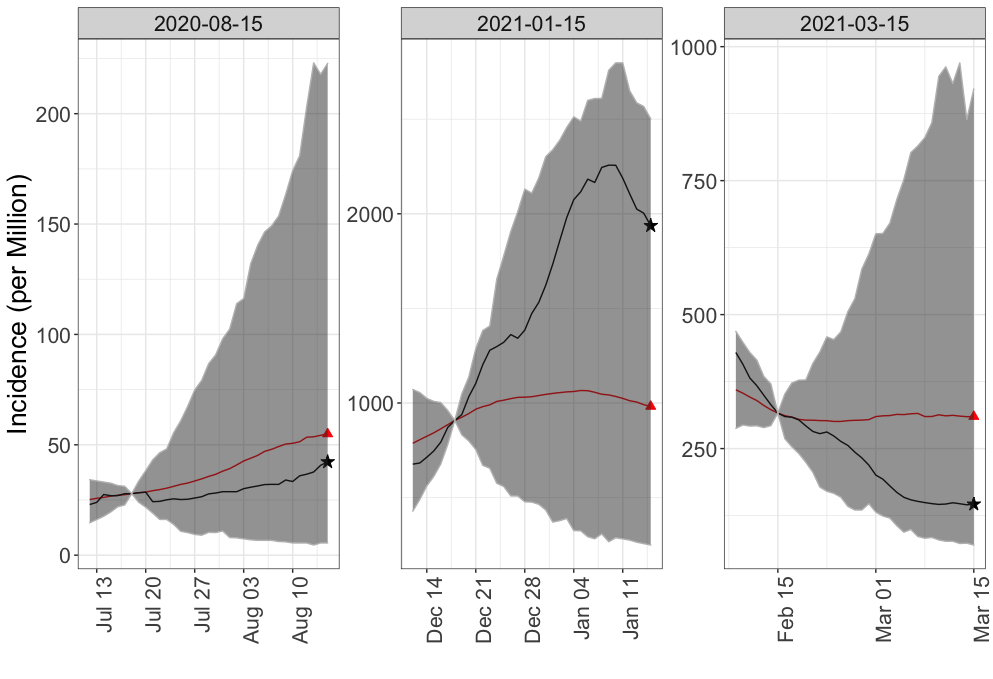 2020-08-15
2021-01-15
2021-03-15
Incidence (per Million)
200
150
100
50
0
2000
1000
1000
750
500
250
Jul 13
Jul 20
Jul 27
Aug 03
Aug 10
Dec 14
Dec 21
Dec 28
Jan 04
Jan 11
Feb 15
Mar 01
Mar 15